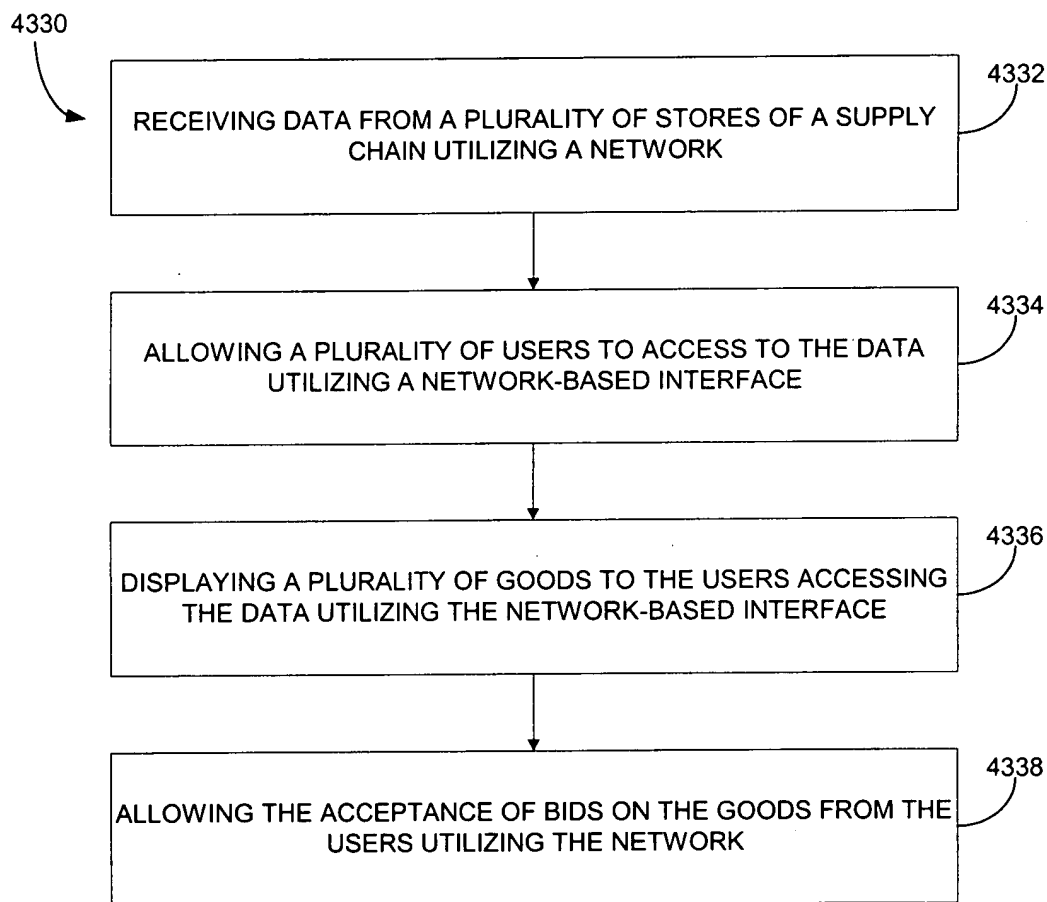 4330
4332
RECEIVING DATA FROM A PLURALITY OF STORES OF A SUPPLY
CHAIN UTILIZING A NETWORK
4334
ALLOWING A PLURALITY OF USERS TO ACCESS TO THE DATA
UTILIZING A NETWORK-BASED INTERFACE
4336
DISPLAYING A PLURALITY OF GOODS TO THE USERS ACCESSING
THE DATA UTILIZING THE NETWORK-BASED INTERFACE
4338
ALLOWING THE ACCEPTANCE OF BIDS ON THE GOODS FROM THE
USERS UTILIZING THE NETWORK